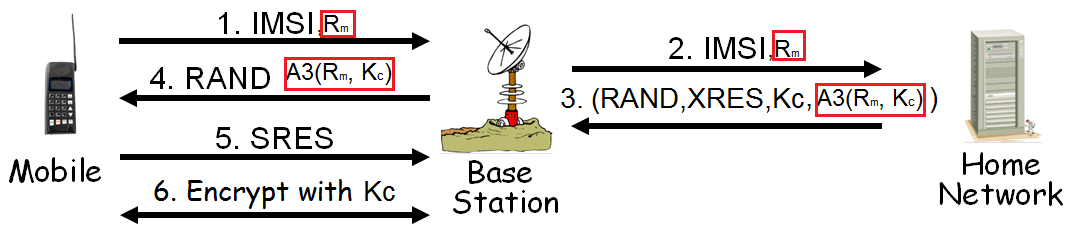 1. IMSI, Rm
2. IMSI, Rm
4. RAND A3(Rm, Kc)
3. (RAND,XRES,Kc, A3(Rm, Kc) )
5. SRES
6. Encrypt with Kc
Mobile
Base
Station
Home
Network